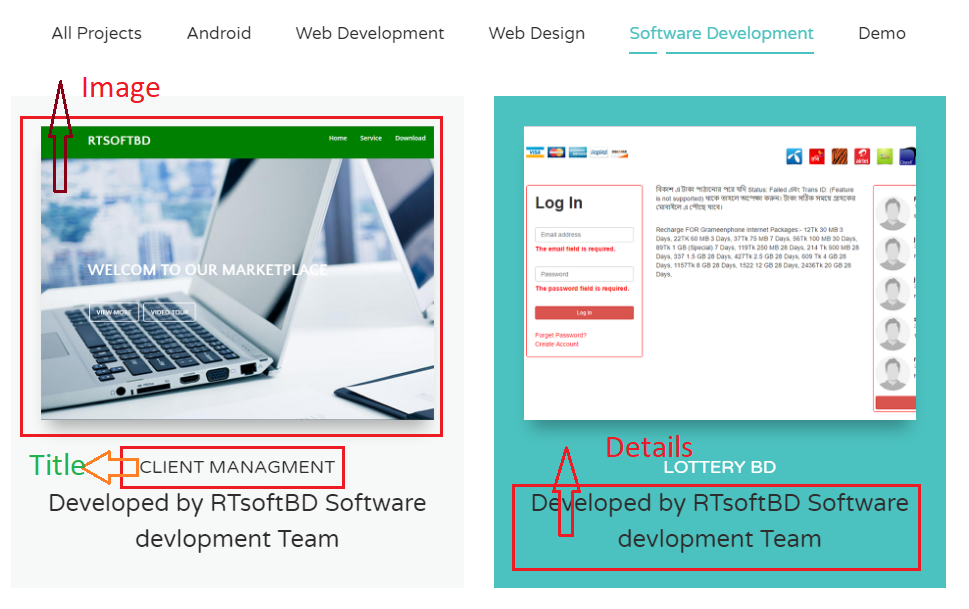 All Projects Android Web Development Web Design Software Development Demo
Image
RTSOFTBD Home Service Download
WELCOM TO OUR MARKETPLACE
VIEW MORE VIDEO TOUR
Title
CLIENT MANAGMENT
Developed by RTsoftBD Software
devlopment Team
VISA
airtel
Log In
Email address
The email field is required.
Password
The password field is required.
Log In
Forget Password?
Create Account
বিকাশ এ টাকা পাঠানোর পরে যদি Status: Failed এবং Trans ID: (Feature
is not supported) থাকে তাহলে অপেক্ষা করুন। টাকা সঠিক সময়ে গ্রাহকের
মোবাইলে এ পৌছে যাবে।
Recharge FOR Grameenphone Internet Packages:- 12Tk 30 MB 3
Days, 22TK 60 MB 3 Days, 37Tk 75 MB 7 Days, 56Tk 100 MB 30 Days,
89Tk 1 GB (Special) 7 Days, 119Tk 250 MB 28 Days, 214 Tk 500 MB 28
Days, 337 1.5 GB 28 Days, 427Tk 2.5 GB 28 Days, 609 Tk 4 GB 28
Days, 1157Tk 8 GB 28 Days, 1522 12 GB 28 Days, 2436Tk 20 GB 28
Days,
Details
LOTTERY BD
Developed by RTsoftBD Software
devlopment Team